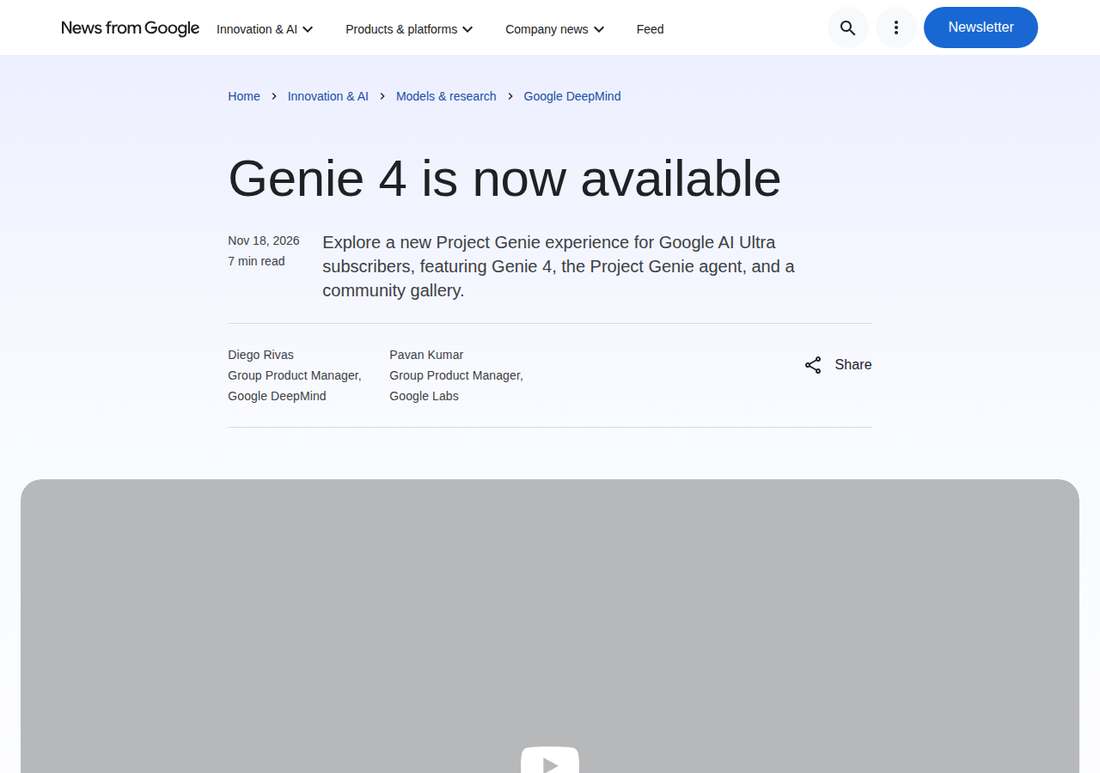 News from Google
Innovation & AI
Products & platforms
Company news
Feed
Newsletter
Home
Innovation & AI
Models & research
Google DeepMind
Genie 4 is now available
Nov 18, 2026
7 min read
Explore a new Project Genie experience for Google AI Ultra
subscribers, featuring Genie 4, the Project Genie agent, and a
community gallery.
Diego Rivas
Group Product Manager,
Google DeepMind
Pavan Kumar
Group Product Manager,
Google Labs
Share